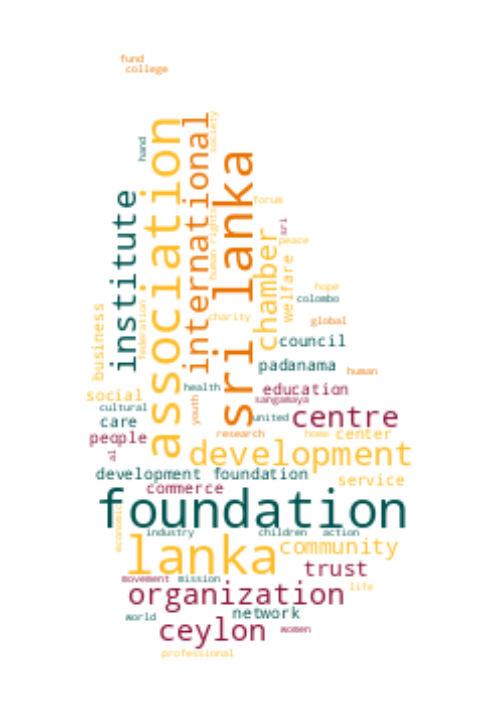 fund
college
hand
association
international
society
institute
sri lanka
human rights
forum
sri
peace
chamber
welfare
hope
colombo
business
federation
charity
global
council
padanama
human
health
education
social
sangamaya
cultural
youth
care
united
centre
people
research
home
center
al
development
development foundation
service
commerce
foundation
economic
industry
children
action
lanka
community
trust
movement
mission
life
organization
network
world
ceylon
women
professional